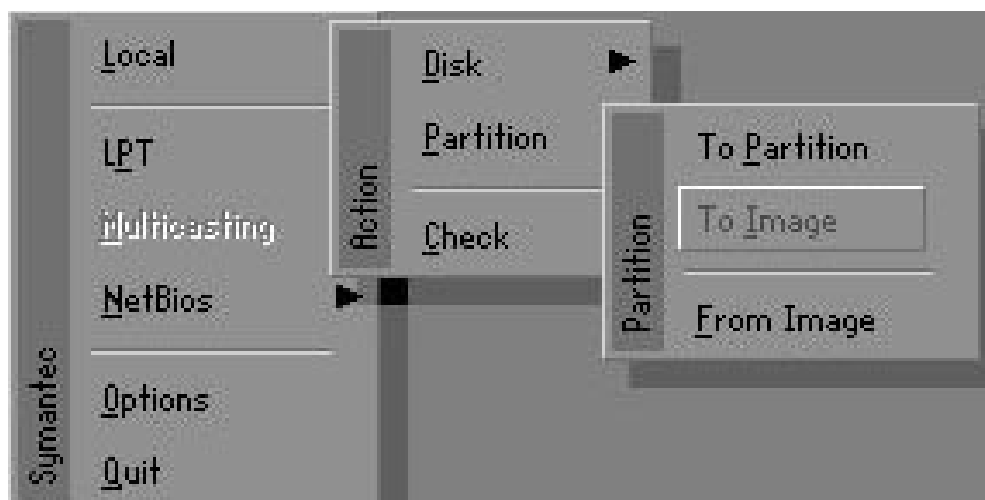 Symantec
Local
LPT
Multicasting
NetBios
Options
Quit
Action
Disk
Partition
Check
Partition
To Partition
To Image
From Image